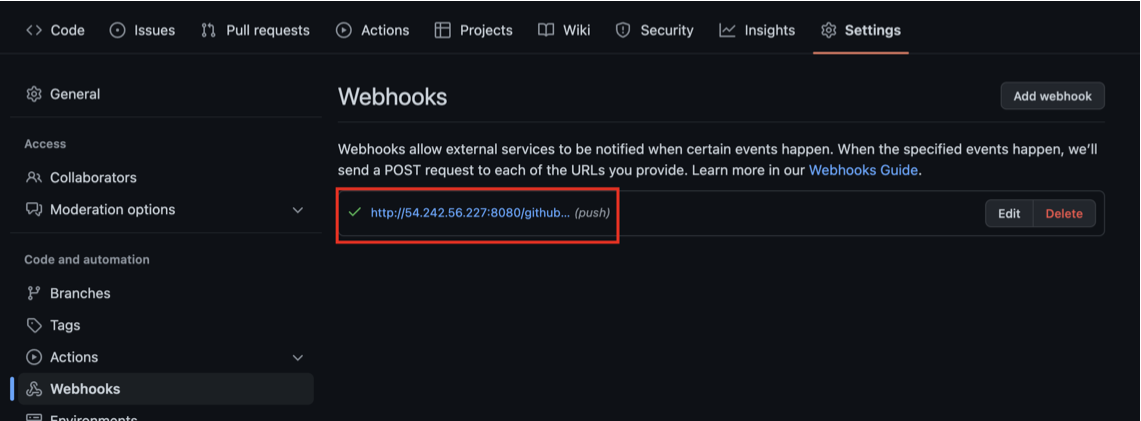 Code Issues Pull requests Actions Projects Wiki Security Insights Settings
General
Access
Collaborators
Moderation options
Code and automation
Branches
Tags
Actions
Webhooks
Environments
Webhooks
Add webhook
Webhooks allow external services to be notified when certain events happen. When the specified events happen, we'll
send a POST request to each of the URLs you provide. Learn more in our Webhooks Guide.
http://54.242.56.227:8080/github... (push)
Edit Delete